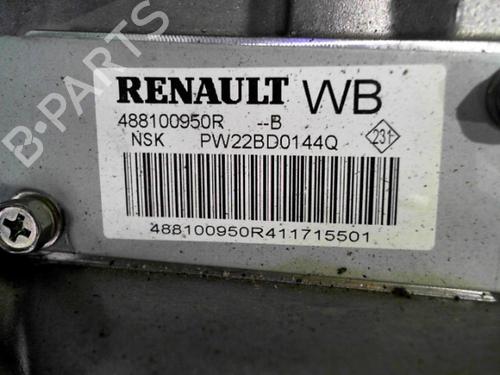 B-PARTS
RENAULT WB
488100950R --B
NSK PW22BD0144Q
231
488100950R411715501